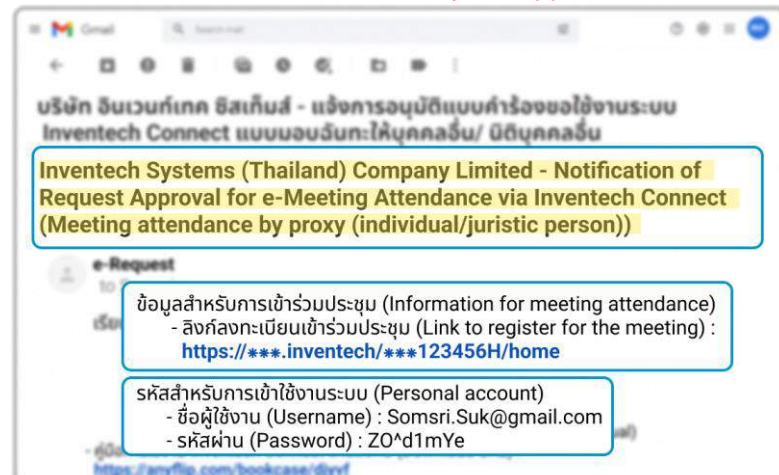 Gmail
Search mail
บริษัท อินเวนท์เทค ซิสเท็มส์ - แจ้งการอนุมัติแบบคำร้องขอใช้งานระบบ
Inventech Connect แบบมอบฉันทะให้บุคคลอื่น/ นิติบุคคลอื่น
Inventech Systems (Thailand) Company Limited - Notification of
Request Approval for e-Meeting Attendance via Inventech Connect
(Meeting attendance by proxy (individual/juristic person))
e-Request
to
ข้อมูลสำหรับการเข้าร่วมประชุม (Information for meeting attendance)
- ลิงก์ลงทะเบียนเข้าร่วมประชุม (Link to register for the meeting) :
https://***.inventech/***123456H/home
รหัสสำหรับการเข้าใช้งานระบบ (Personal account)
- ชื่อผู้ใช้งาน (Username) : Somsri.Suk@gmail.com
- รหัสผ่าน (Password) : ZO^d1mYe